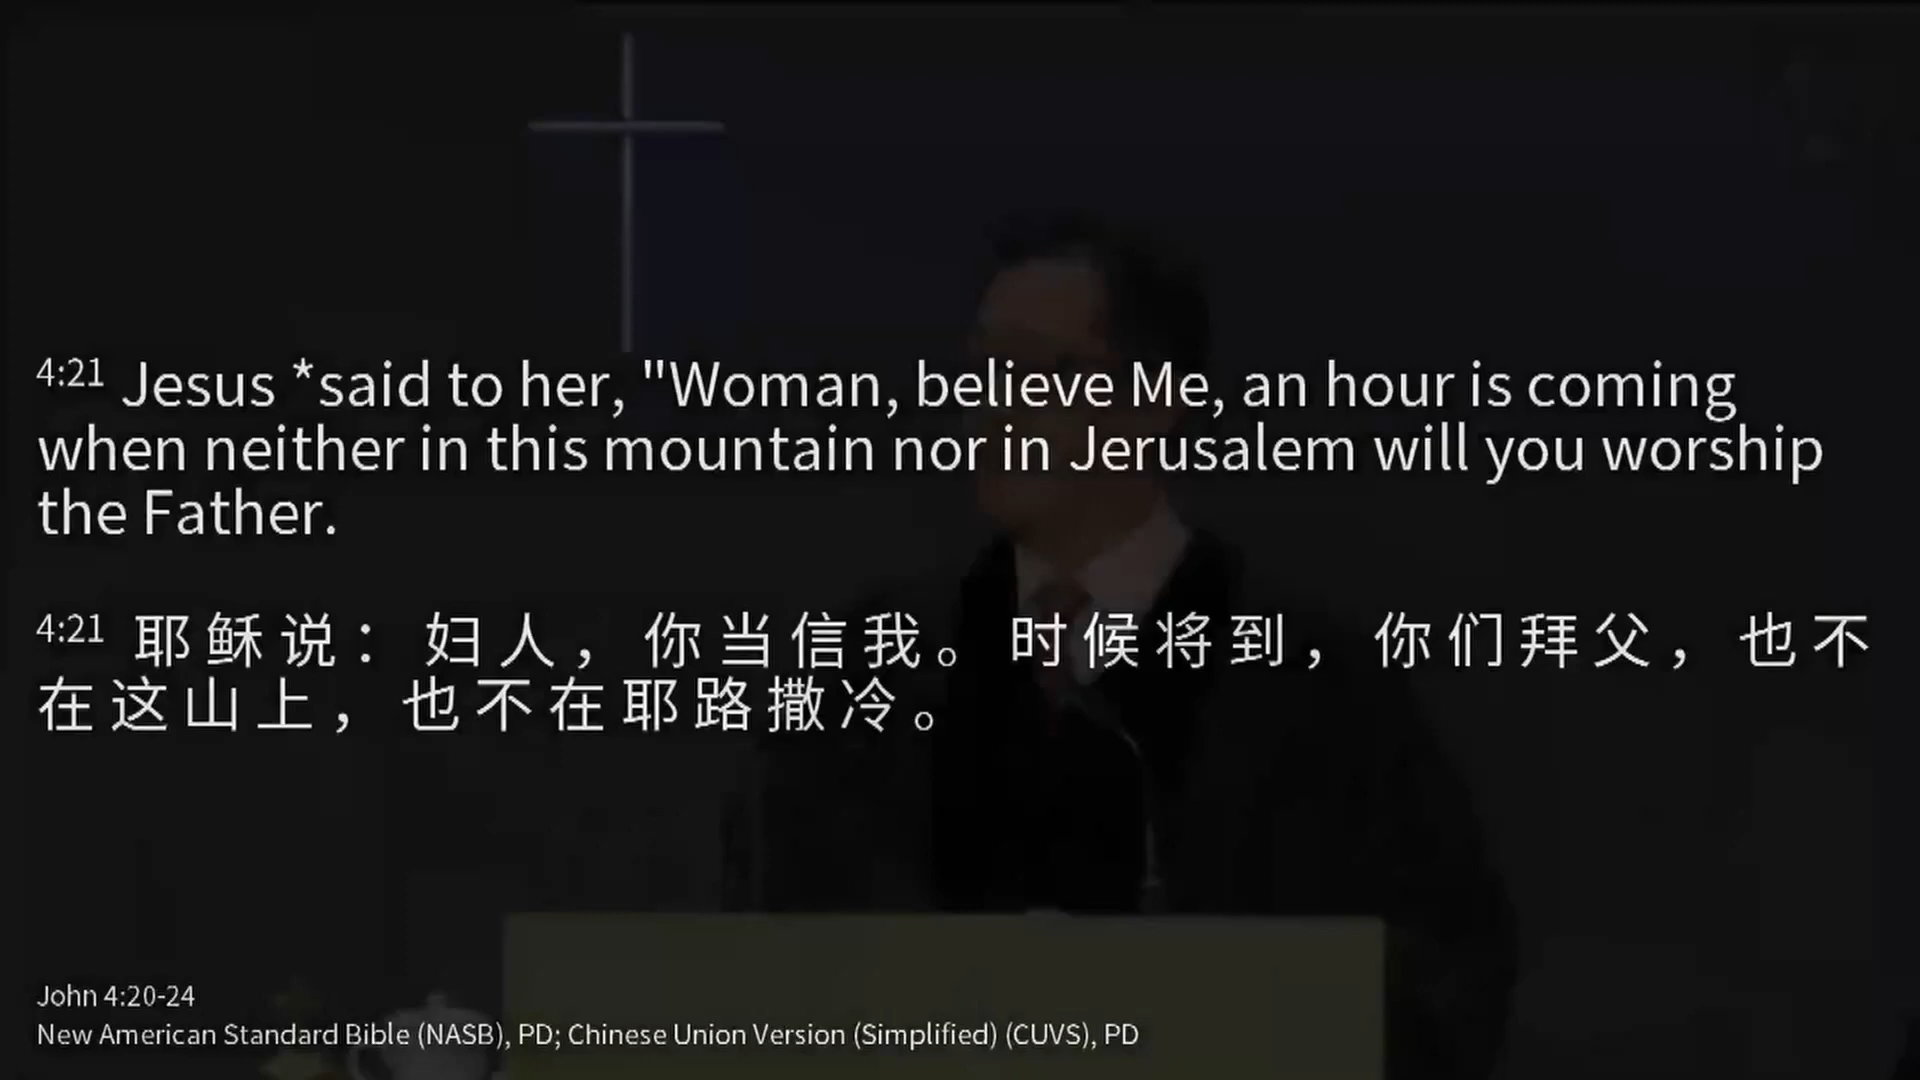 4:21 Jesus *said to her, "Woman, believe Me, an hour is coming
when neither in this mountain nor in Jerusalem will you worship
the Father.
4:21 耶稣说： 妇人， 你当信我。 时候将到， 你们拜父， 也不
在这山上， 也不在耶路撒冷。
John 4:20-24
New American Standard Bible (NASB), PD; Chinese Union Version (Simplified) (CUVS), PD